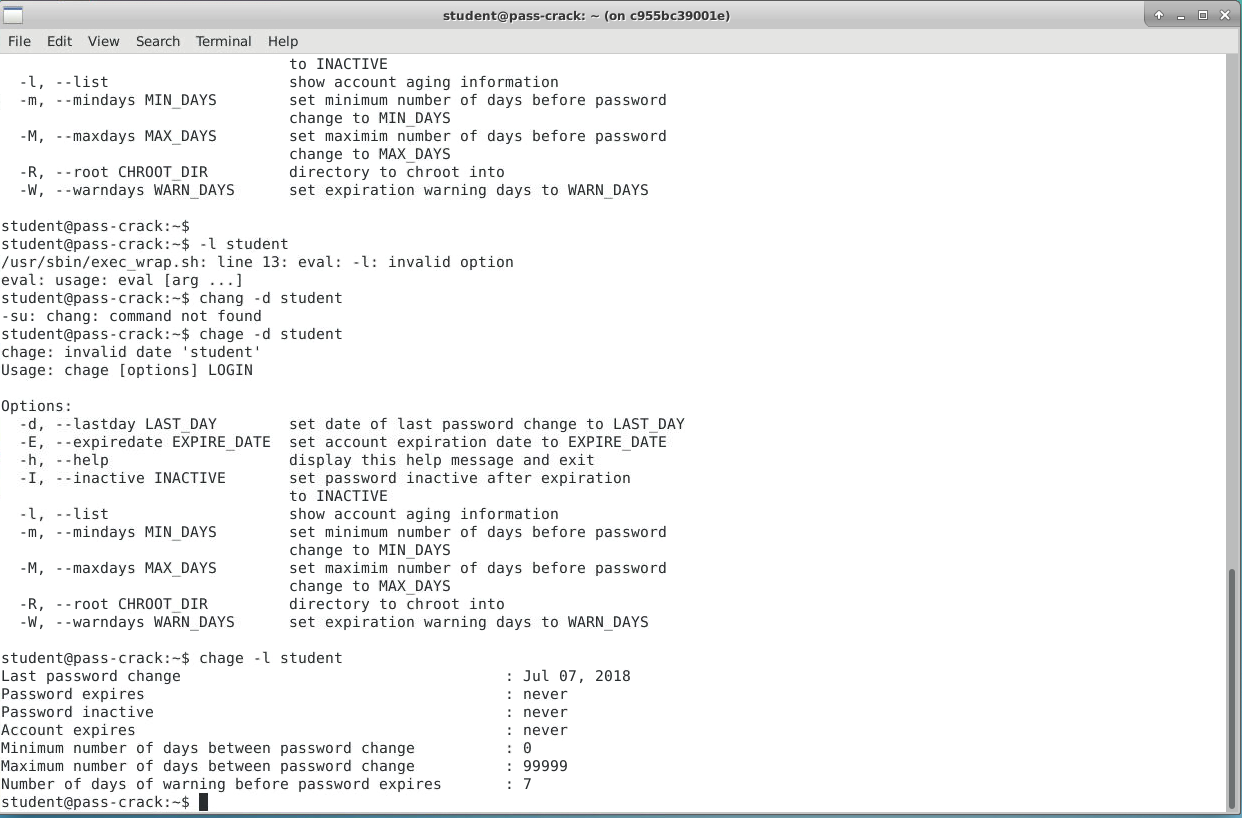 student@pass-crack: ~ (on c955bc39001e)
File Edit View Search Terminal Help
                                to INACTIVE
  -l, --list                    show account aging information
  -m, --mindays MIN_DAYS        set minimum number of days before password
                                change to MIN_DAYS
  -M, --maxdays MAX_DAYS        set maximim number of days before password
                                change to MAX_DAYS
  -R, --root CHROOT_DIR         directory to chroot into
  -W, --warndays WARN_DAYS      set expiration warning days to WARN_DAYS

student@pass-crack:~$
student@pass-crack:~$ -l student
/usr/sbin/exec_wrap.sh: line 13: eval: -l: invalid option
eval: usage: eval [arg ...]
student@pass-crack:~$ chang -d student
-su: chang: command not found
student@pass-crack:~$ chage -d student
chage: invalid date 'student'
Usage: chage [options] LOGIN

Options:
  -d, --lastday LAST_DAY        set date of last password change to LAST_DAY
  -E, --expiredate EXPIRE_DATE  set account expiration date to EXPIRE_DATE
  -h, --help                    display this help message and exit
  -I, --inactive INACTIVE       set password inactive after expiration
                                to INACTIVE
  -l, --list                    show account aging information
  -m, --mindays MIN_DAYS        set minimum number of days before password
                                change to MIN_DAYS
  -M, --maxdays MAX_DAYS        set maximim number of days before password
                                change to MAX_DAYS
  -R, --root CHROOT_DIR         directory to chroot into
  -W, --warndays WARN_DAYS      set expiration warning days to WARN_DAYS

student@pass-crack:~$ chage -l student
Last password change                                    : Jul 07, 2018
Password expires                                        : never
Password inactive                                       : never
Account expires                                         : never
Minimum number of days between password change          : 0
Maximum number of days between password change          : 99999
Number of days of warning before password expires       : 7
student@pass-crack:~$